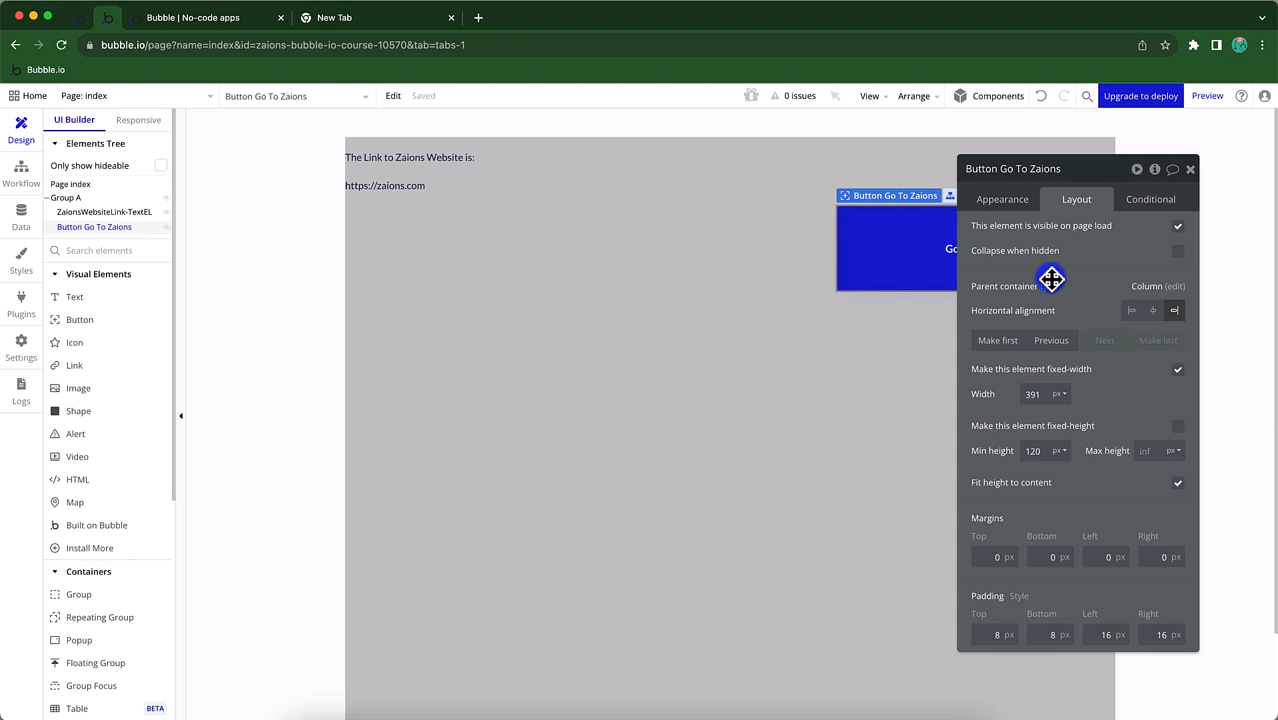 Bubble | No-code apps
New Tab
bubble.io/page?name=index&id=zaions-bubble-io-course-10570&tab=tabs-1
Bubble.io
Home
Page: index
Button Go To Zaions
Edit
Saved
0 issues
View
Arrange
Components
Upgrade to deploy
Preview
Design
Workflow
Data
Styles
Plugins
Settings
Logs
UI Builder
Responsive
Elements Tree
Only show hideable
Page index
Group A
ZaionsWebsiteLink-TextEL
Button Go To Zaions
Search elements
Visual Elements
Text
Button
Icon
Link
Image
Shape
Alert
Video
HTML
Map
Built on Bubble
Install More
Containers
Group
Repeating Group
Popup
Floating Group
Group Focus
Table
BETA
The Link to Zaions Website is:
https://zaions.com
Button Go To Zaions
Go
Button Go To Zaions
Appearance
Layout
Conditional
This element is visible on page load
Collapse when hidden
Parent container
Column (edit)
Horizontal alignment
Make first
Previous
Next
Make last
Make this element fixed-width
Width
391 px
Make this element fixed-height
Min height
120 px
Max height
inf px
Fit height to content
Margins
Top
Bottom
Left
Right
0 px
0 px
0 px
0 px
Padding
Style
Top
Bottom
Left
Right
8 px
8 px
16 px
16 px